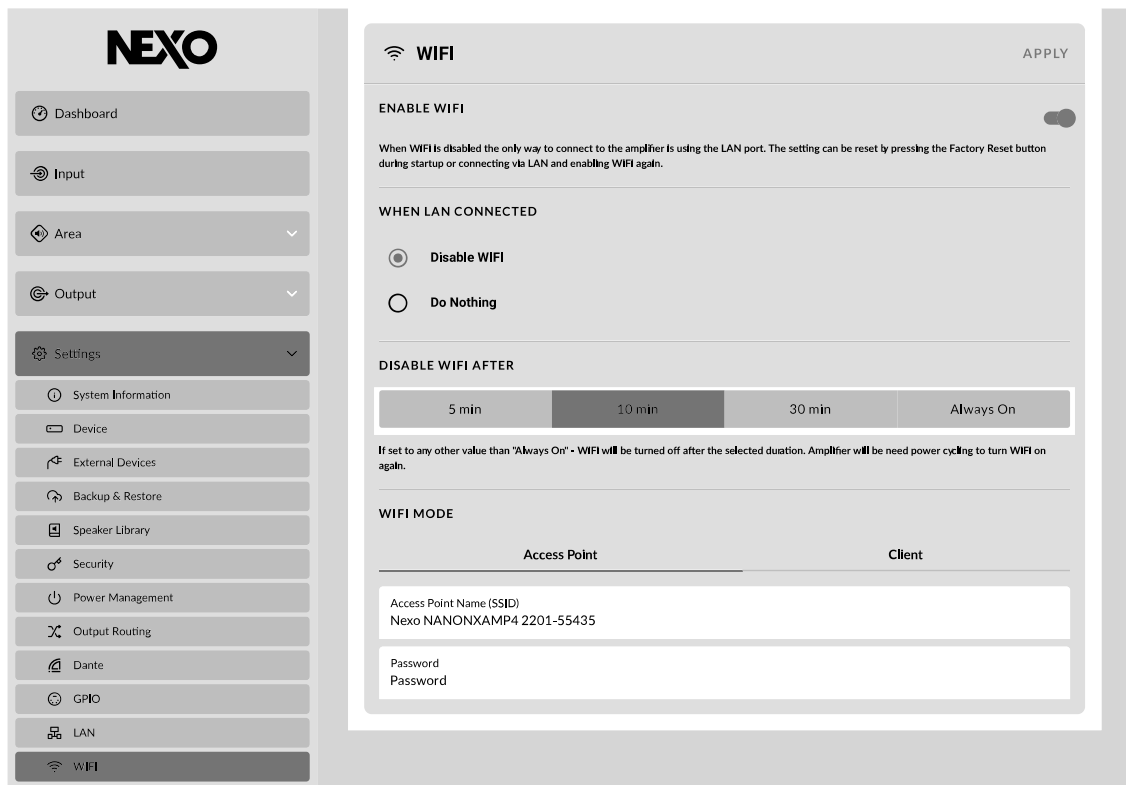 NEXO
Dashboard
Input
Area
Output
Settings
System Information
Device
External Devices
Backup & Restore
Speaker Library
Security
Power Management
Output Routing
Dante
GPIO
LAN
WIFI
WIFI
APPLY
ENABLE WIFI
When WIFI is disabled the only way to connect to the amplifier is using the LAN port. The setting can be reset by pressing the Factory Reset button
during startup or connecting via LAN and enabling WIFI again.
WHEN LAN CONNECTED
Disable WIFI
Do Nothing
DISABLE WIFI AFTER
5 min
10 min
30 min
Always On
If set to any other value than "Always On" - WIFI will be turned off after the selected duration. Amplifier will be need power cycling to turn WIFI on
again.
WIFI MODE
Access Point
Client
Access Point Name (SSID)
Nexo NANONXAMP4 2201-55435
Password
Password